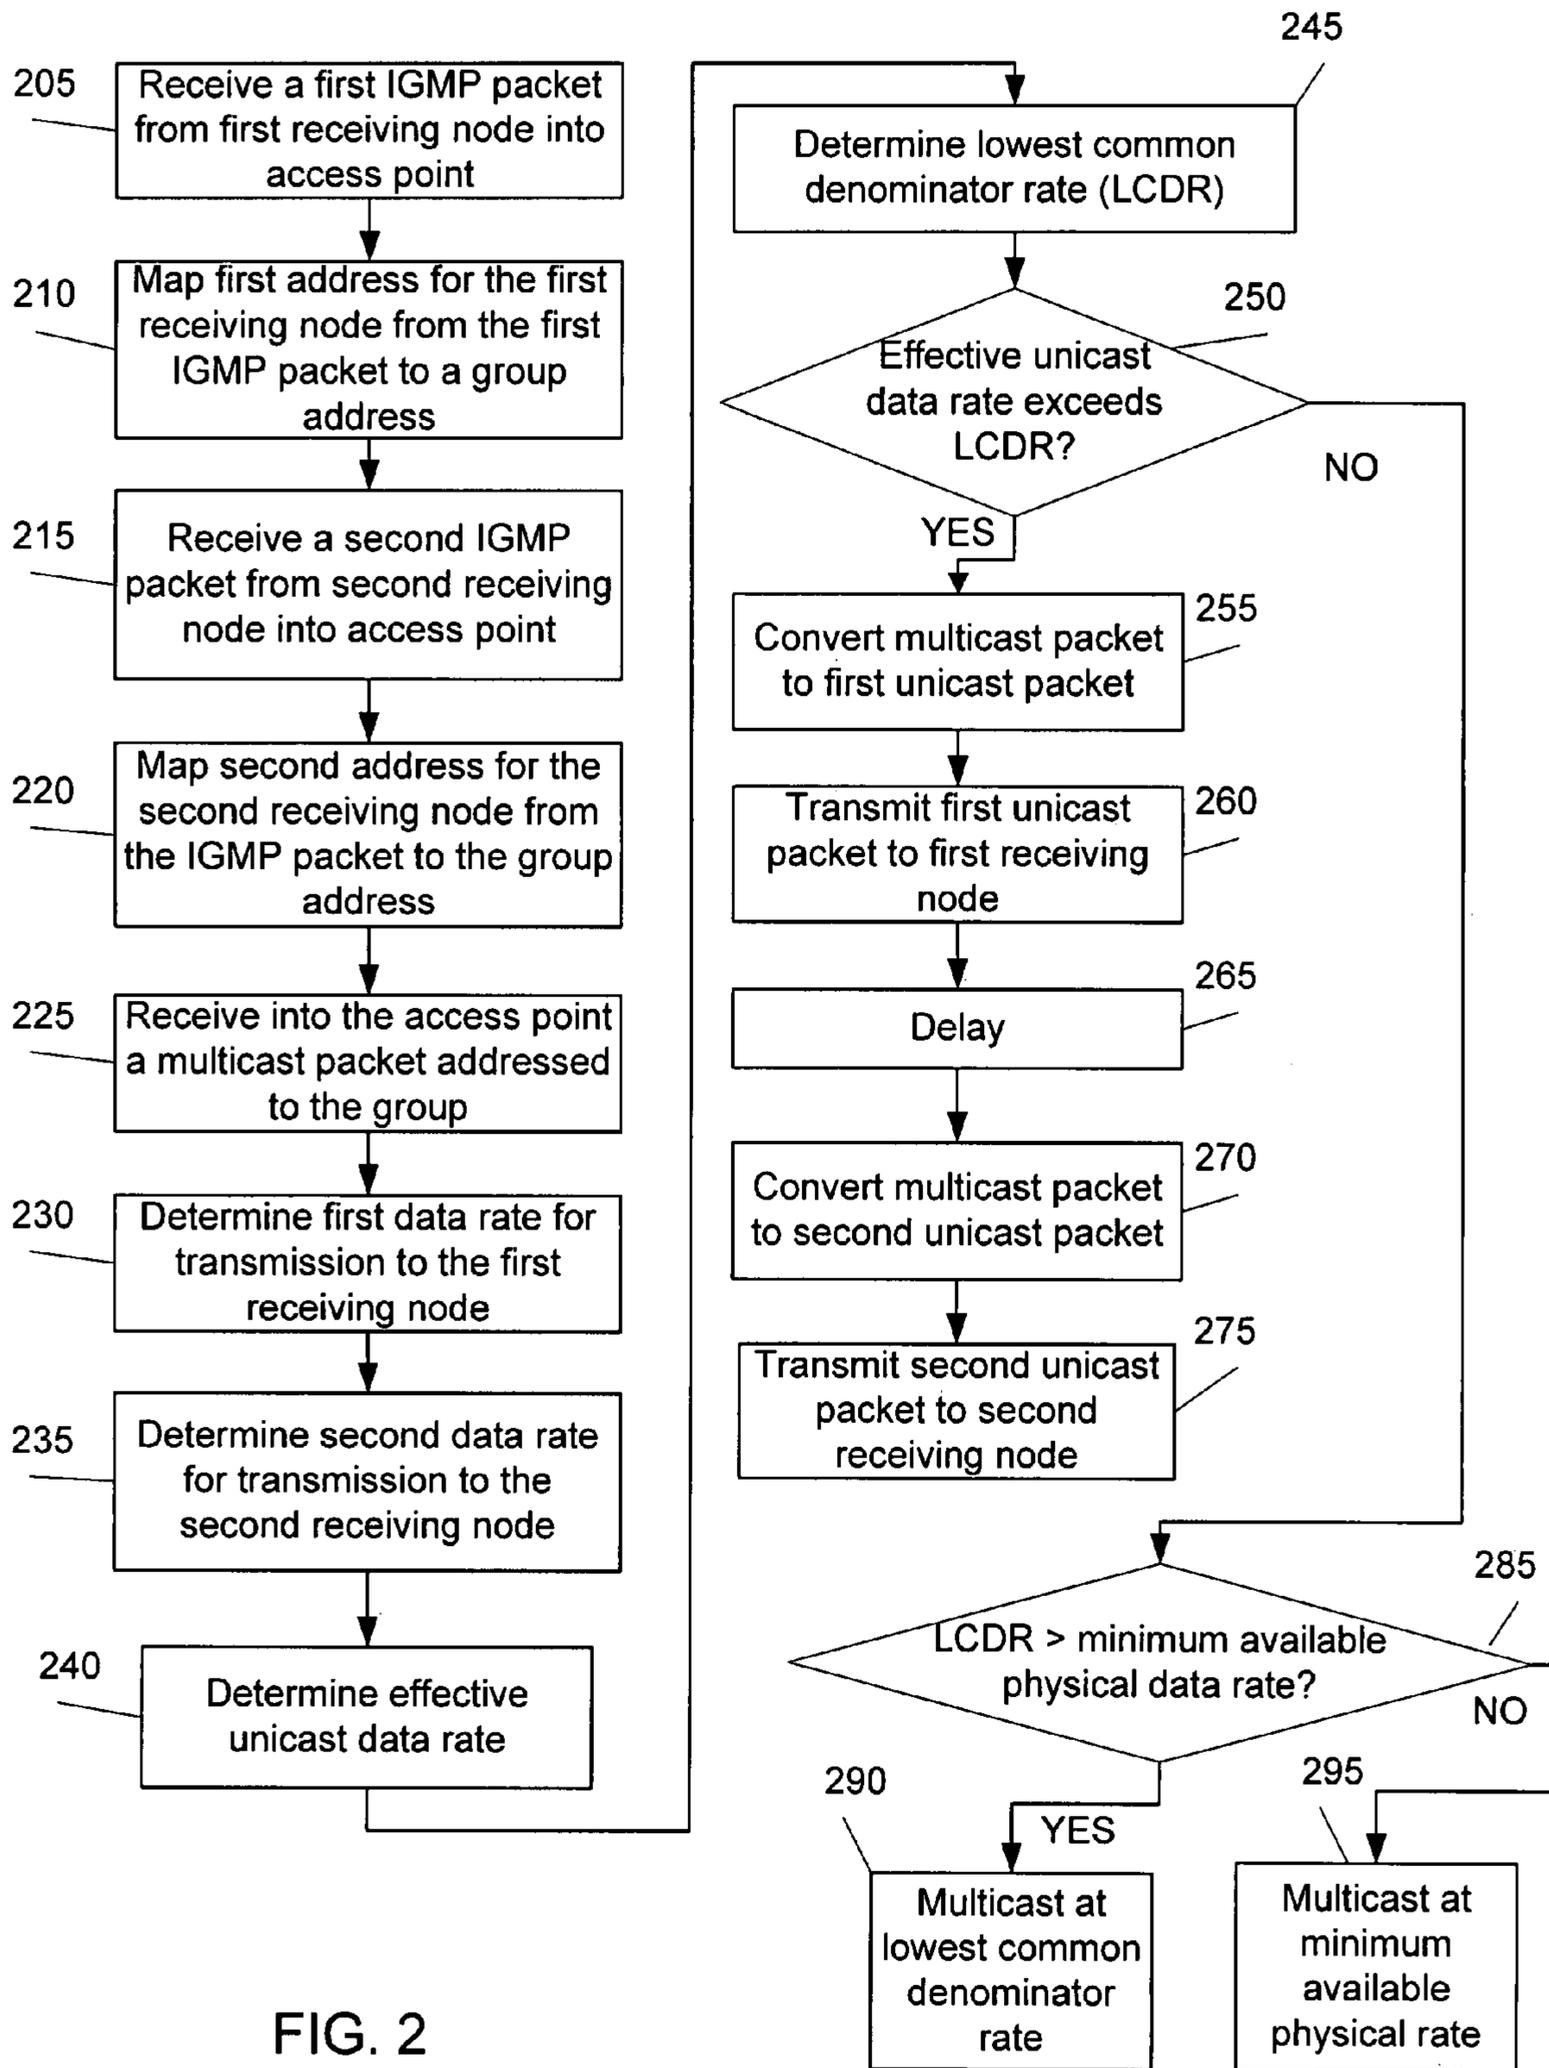 205
Receive a first IGMP packet
from first receiving node into
access point
210
Map first address for the first
receiving node from the first
IGMP packet to a group
address
215
Receive a second IGMP
packet from second receiving
node into access point
220
Map second address for the
second receiving node from
the IGMP packet to the group
address
225
Receive into the access point
a multicast packet addressed
to the group
230
Determine first data rate for
transmission to the first
receiving node
235
Determine second data rate
for transmission to the
second receiving node
240
Determine effective
unicast data rate
245
Determine lowest common
denominator rate (LCDR)
250
Effective unicast
data rate exceeds
LCDR?
NO
YES
255
Convert multicast packet
to first unicast packet
260
Transmit first unicast
packet to first receiving
node
265
Delay
270
Convert multicast packet
to second unicast packet
275
Transmit second unicast
packet to second
receiving node
285
LCDR > minimum available
physical data rate?
NO
YES
290
Multicast at
lowest common
denominator
rate
295
Multicast at
minimum
available
physical rate
FIG. 2